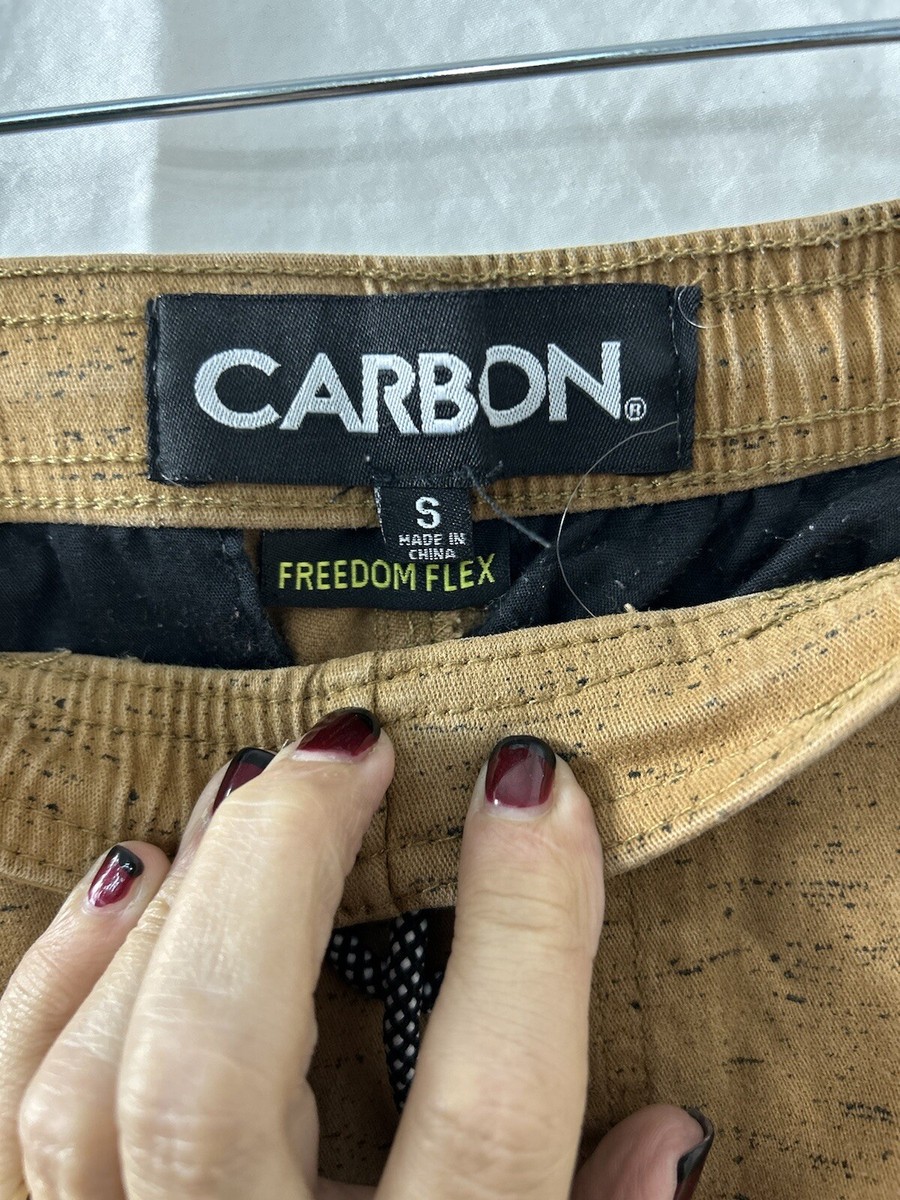 CARBON®
S
MADE IN
CHINA
FREEDOM FLEX